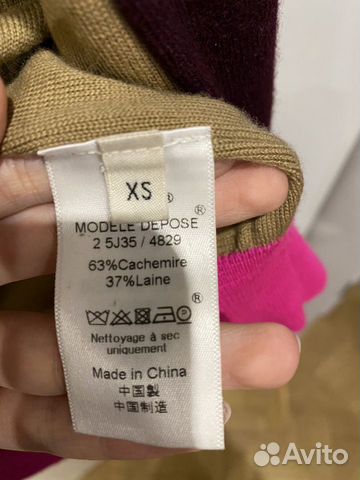 XS ®
MODELE DEPOSE ®
2 5J35 / 4829
63%Cachemire
37%Laine
®
Nettoyage à sec
uniquement
Made in China
中国製
中国制造
Avito